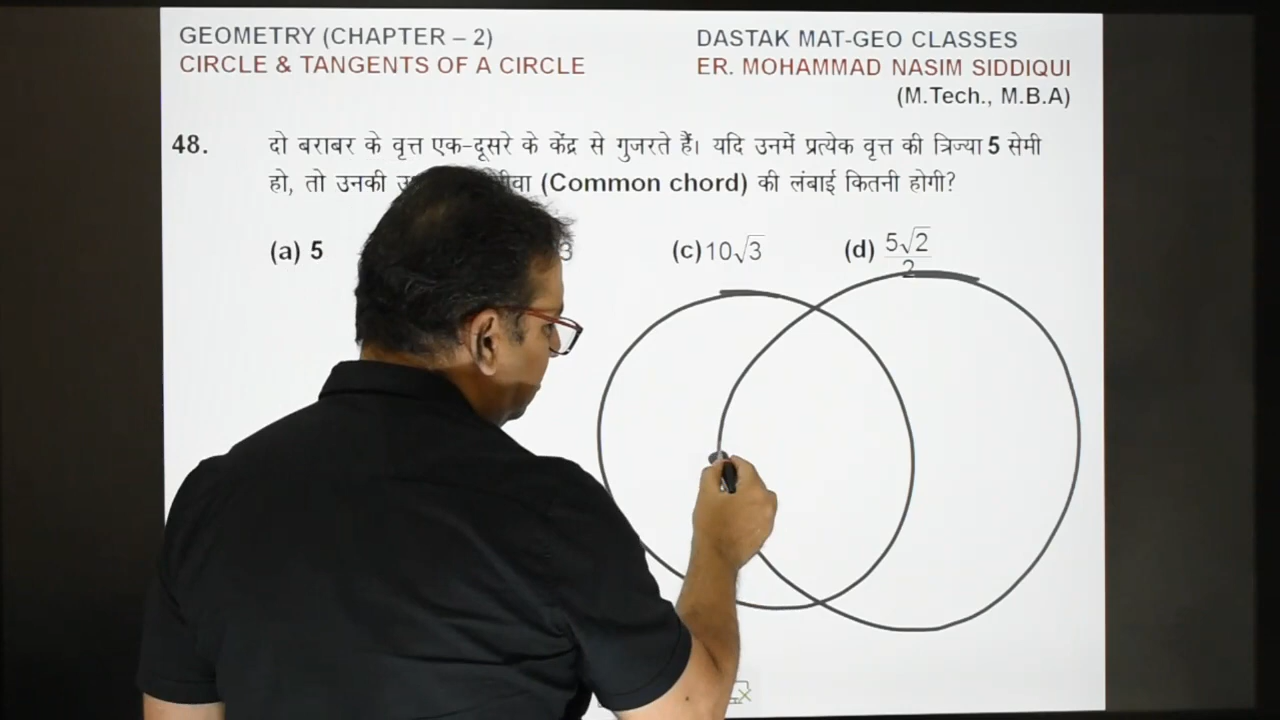 GEOMETRY (CHAPTER – 2)
DASTAK MAT-GEO CLASSES
CIRCLE & TANGENTS OF A CIRCLE
ER. MOHAMMAD NASIM SIDDIQUI
(M.Tech., M.B.A)
48. दो बराबर के वृत्त एक-दूसरे के केंद्र से गुजरते हैं। यदि उनमें प्रत्येक वृत्त की त्रिज्या 5 सेमी
हो, तो उनकी (Common chord) की लंबाई कितनी होगी?
(a) 5 3 (c) 10√3 (d) 5√2/2